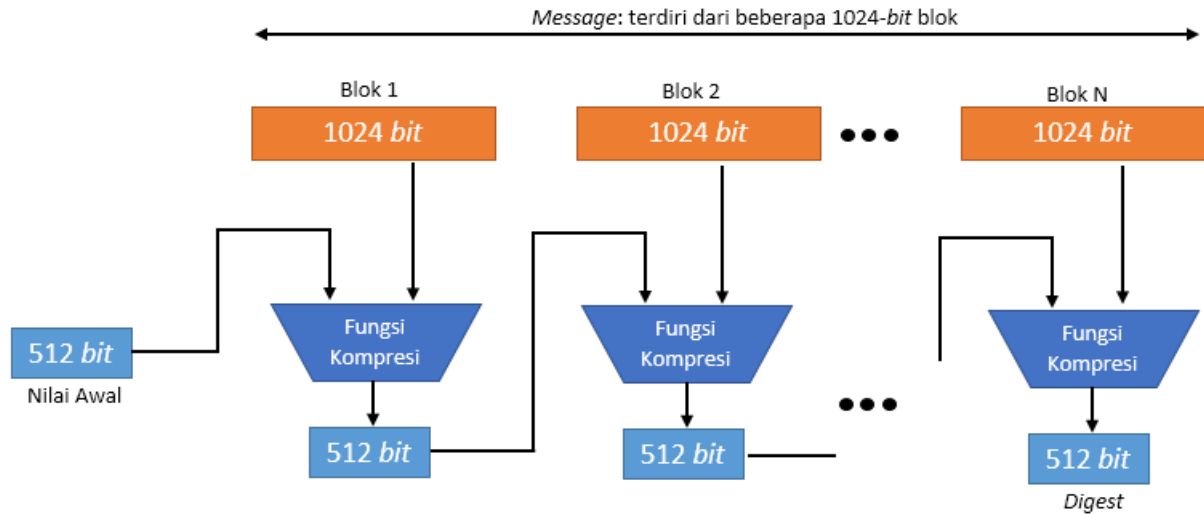 Message: terdiri dari beberapa 1024-bit blok
Blok 1
Blok 2
Blok N
1024 bit
1024 bit
1024 bit
Fungsi
Kompresi
Fungsi
Kompresi
Fungsi
Kompresi
512 bit
Nilai Awal
512 bit
512 bit
512 bit
Digest